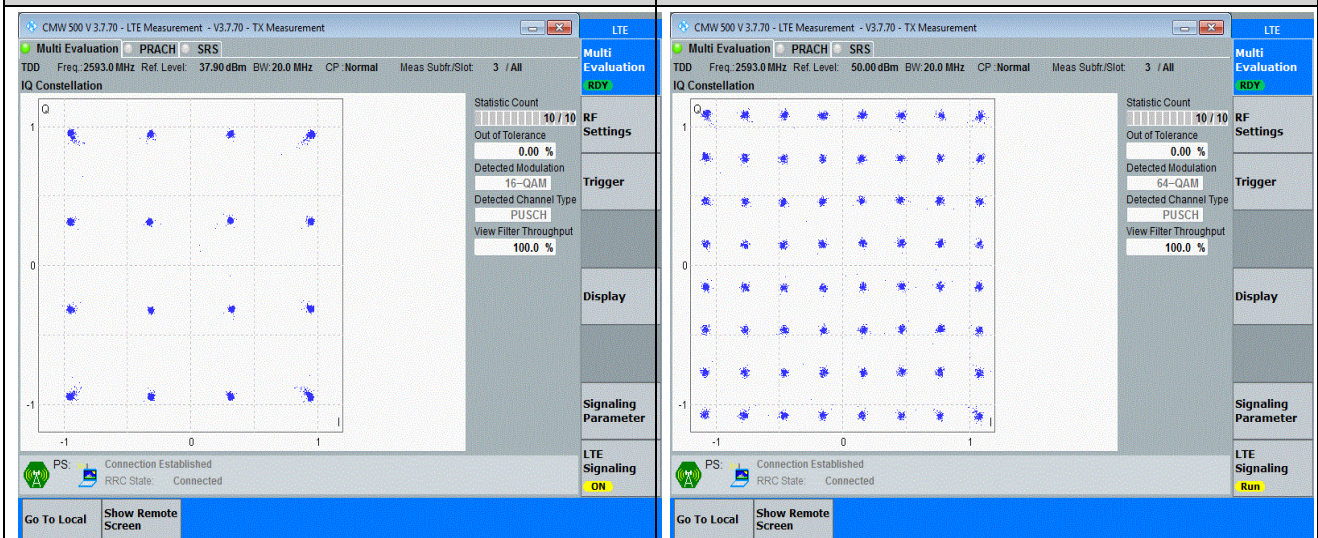 CMW 500 V 3.7.70 - LTE Measurement - V3.7.70 - TX Measurement
LTE
Multi Evaluation PRACH SRS
TDD Freq.: 2593.0 MHz Ref. Level: 37.90 dBm BW: 20.0 MHz CP : Normal Meas Subfr./Slot: 3 / All
IQ Constellation
Q
1
0
-1
-1 0 1
I
Statistic Count
10 / 10
Out of Tolerance
0.00 %
Detected Modulation
16-QAM
Detected Channel Type
PUSCH
View Filter Throughput
100.0 %
Multi
Evaluation
RDY
RF
Settings
Trigger
Display
Signaling
Parameter
LTE
Signaling
ON
PS: Connection Established
RRC State: Connected
Go To Local
Show Remote
Screen
CMW 500 V 3.7.70 - LTE Measurement - V3.7.70 - TX Measurement
LTE
Multi Evaluation PRACH SRS
TDD Freq.: 2593.0 MHz Ref. Level: 50.00 dBm BW: 20.0 MHz CP : Normal Meas Subfr./Slot: 3 / All
IQ Constellation
Q
1
0
-1
-1 0 1
I
Statistic Count
10 / 10
Out of Tolerance
0.00 %
Detected Modulation
64-QAM
Detected Channel Type
PUSCH
View Filter Throughput
100.0 %
Multi
Evaluation
RDY
RF
Settings
Trigger
Display
Signaling
Parameter
LTE
Signaling
Run
PS: Connection Established
RRC State: Connected
Go To Local
Show Remote
Screen